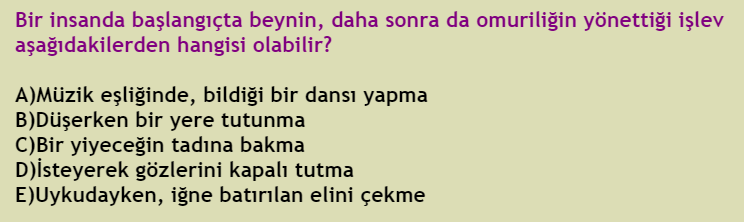 Bir insanda başlangıçta beynin, daha sonra da omuriliğin yönettiği işlev
aşağıdakilerden hangisi olabilir?
A)Müzik eşliğinde, bildiği bir dansı yapma
B)Düşerken bir yere tutunma
C)Bir yiyeceğin tadına bakma
D)İsteyerek gözlerini kapalı tutma
E)Uykudayken, iğne batırılan elini çekme